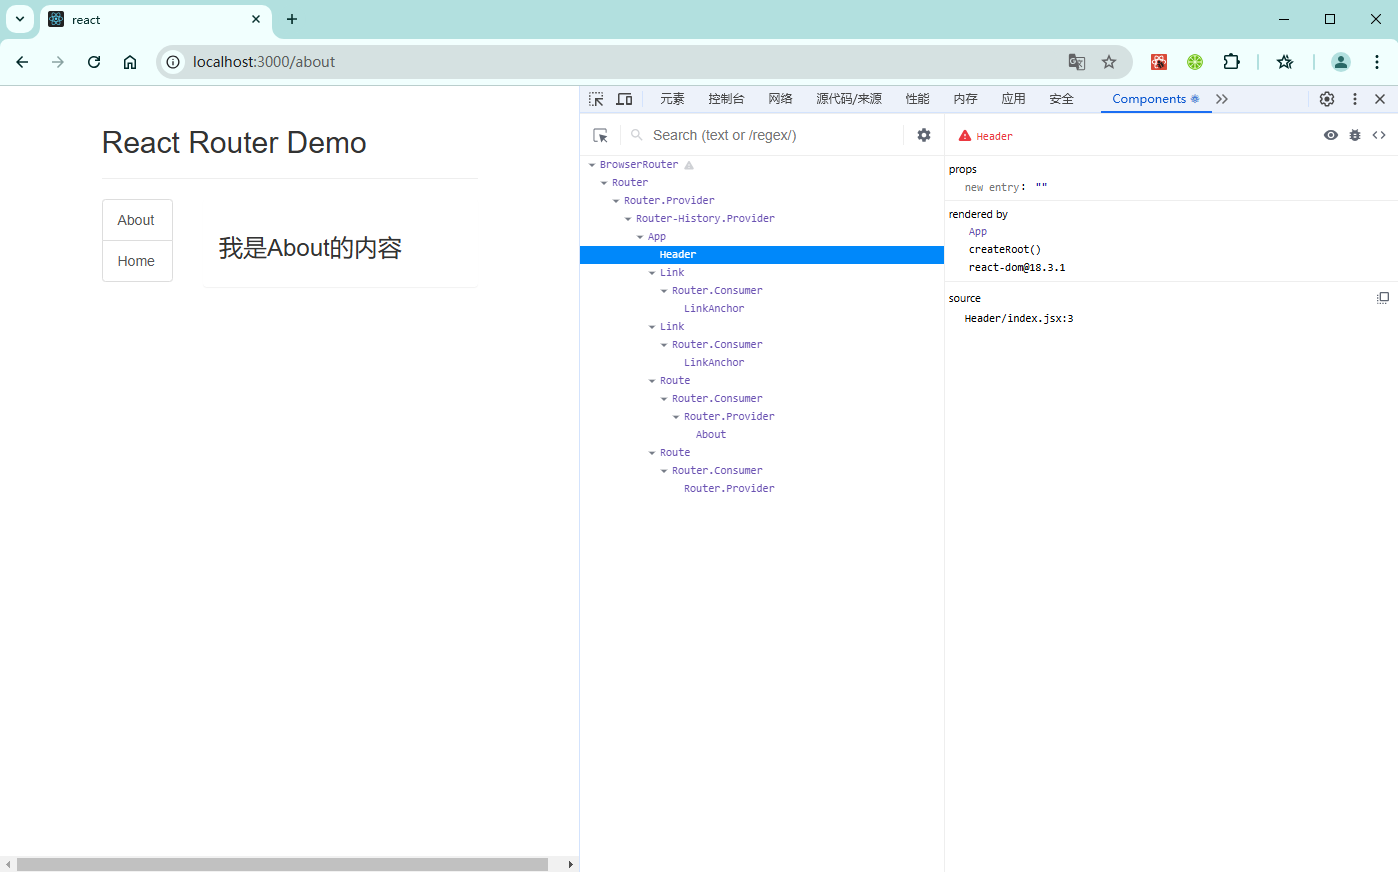 react
localhost:3000/about
元素 控制台 网络 源代码/来源 性能 内存 应用 安全 Components
React Router Demo
About
Home
我是About的内容
Search (text or /regex/)
BrowserRouter
Router
Router.Provider
Router-History.Provider
App
Header
Link
Router.Consumer
LinkAnchor
Link
Router.Consumer
LinkAnchor
Route
Router.Consumer
Router.Provider
About
Route
Router.Consumer
Router.Provider
Header
props
new entry: ""
rendered by
App
createRoot()
react-dom@18.3.1
source
Header/index.jsx:3